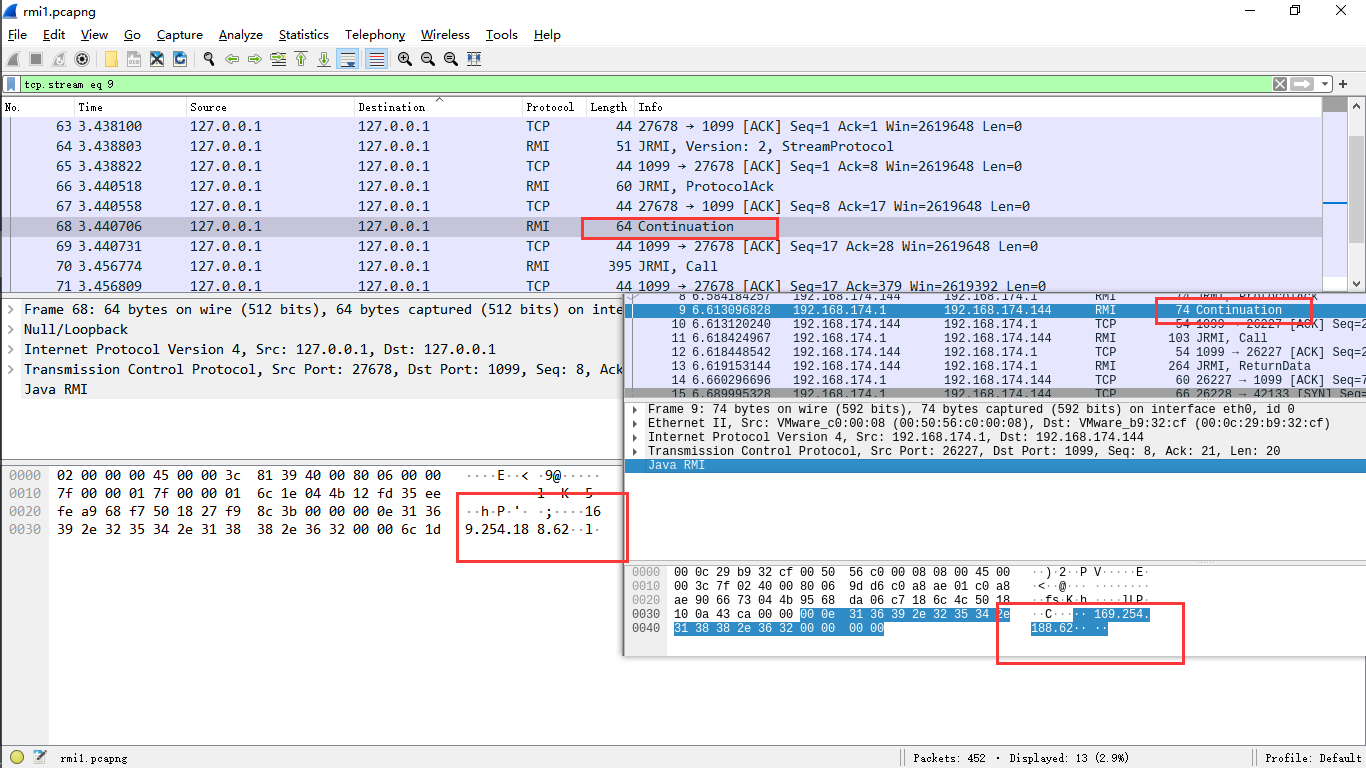 rmi1.pcapng
File Edit View Go Capture Analyze Statistics Telephony Wireless Tools Help
tcp.stream eq 9
No. Time Source Destination Protocol Length Info
63 3.438100 127.0.0.1 127.0.0.1 TCP 44 27678 → 1099 [ACK] Seq=1 Ack=1 Win=2619648 Len=0
64 3.438803 127.0.0.1 127.0.0.1 RMI 51 JRMI, Version: 2, StreamProtocol
65 3.438822 127.0.0.1 127.0.0.1 TCP 44 1099 → 27678 [ACK] Seq=1 Ack=8 Win=2619648 Len=0
66 3.440518 127.0.0.1 127.0.0.1 RMI 60 JRMI, ProtocolAck
67 3.440558 127.0.0.1 127.0.0.1 TCP 44 27678 → 1099 [ACK] Seq=8 Ack=17 Win=2619648 Len=0
68 3.440706 127.0.0.1 127.0.0.1 RMI 64 Continuation
69 3.440731 127.0.0.1 127.0.0.1 TCP 44 1099 → 27678 [ACK] Seq=17 Ack=28 Win=2619648 Len=0
70 3.456774 127.0.0.1 127.0.0.1 RMI 395 JRMI, Call
71 3.456809 127.0.0.1 127.0.0.1 TCP 44 1099 → 27678 [ACK] Seq=17 Ack=379 Win=2619392 Len=0
Frame 68: 64 bytes on wire (512 bits), 64 bytes captured (512 bits) on inte
Null/Loopback
Internet Protocol Version 4, Src: 127.0.0.1, Dst: 127.0.0.1
Transmission Control Protocol, Src Port: 27678, Dst Port: 1099, Seq: 8, Ack
Java RMI
0000 02 00 00 00 45 00 00 3c 81 39 40 00 80 06 00 00 ····E··< ·9@·····
0010 7f 00 00 01 7f 00 00 01 6c 1e 04 4b 12 fd 35 ee
0020 fe a9 68 f7 50 18 27 f9 8c 3b 00 00 00 0e 31 36 ··h·P·'· ·;····16
0030 39 2e 32 35 34 2e 31 38 38 2e 36 32 00 00 6c 1d 9.254.18 8.62··l·
8 6.584184257 192.168.174.144 192.168.174.1 RMI 74 JRMI, ProtocolAck
9 6.613096828 192.168.174.1 192.168.174.144 RMI 74 Continuation
10 6.613120240 192.168.174.144 192.168.174.1 TCP 54 1099 → 26227 [ACK] Seq=2
11 6.618424967 192.168.174.1 192.168.174.144 RMI 103 JRMI, Call
12 6.618448542 192.168.174.144 192.168.174.1 TCP 54 1099 → 26227 [ACK] Seq=2
13 6.619153144 192.168.174.144 192.168.174.1 RMI 264 JRMI, ReturnData
14 6.660296696 192.168.174.1 192.168.174.144 TCP 60 26227 → 1099 [ACK] Seq=7
15 6.689995328 192.168.174.1 192.168.174.144 TCP 66 26228 → 42133 [SYN] Seq=
Frame 9: 74 bytes on wire (592 bits), 74 bytes captured (592 bits) on interface eth0, id 0
Ethernet II, Src: VMware_c0:00:08 (00:50:56:c0:00:08), Dst: VMware_b9:32:cf (00:0c:29:b9:32:cf)
Internet Protocol Version 4, Src: 192.168.174.1, Dst: 192.168.174.144
Transmission Control Protocol, Src Port: 26227, Dst Port: 1099, Seq: 8, Ack: 21, Len: 20
Java RMI
0000 00 0c 29 b9 32 cf 00 50 56 c0 00 08 08 00 45 00 ··)·2··P V·····E·
0010 00 3c 7f 02 40 00 80 06 9d d6 c0 a8 ae 01 c0 a8 ·<··@··· ········
0020 ae 90 66 73 04 4b 95 68 da 06 c7 18 6c 4c 50 18 ··fs·K·h ····lLP·
0030 10 0a 43 ca 00 00 00 0e 31 36 39 2e 32 35 34 2e ··C····· 169.254.
0040 31 38 38 2e 36 32 00 00 00 00 188.62·· ··
rmi1.pcapng
Packets: 452 · Displayed: 13 (2.9%)
Profile: Default